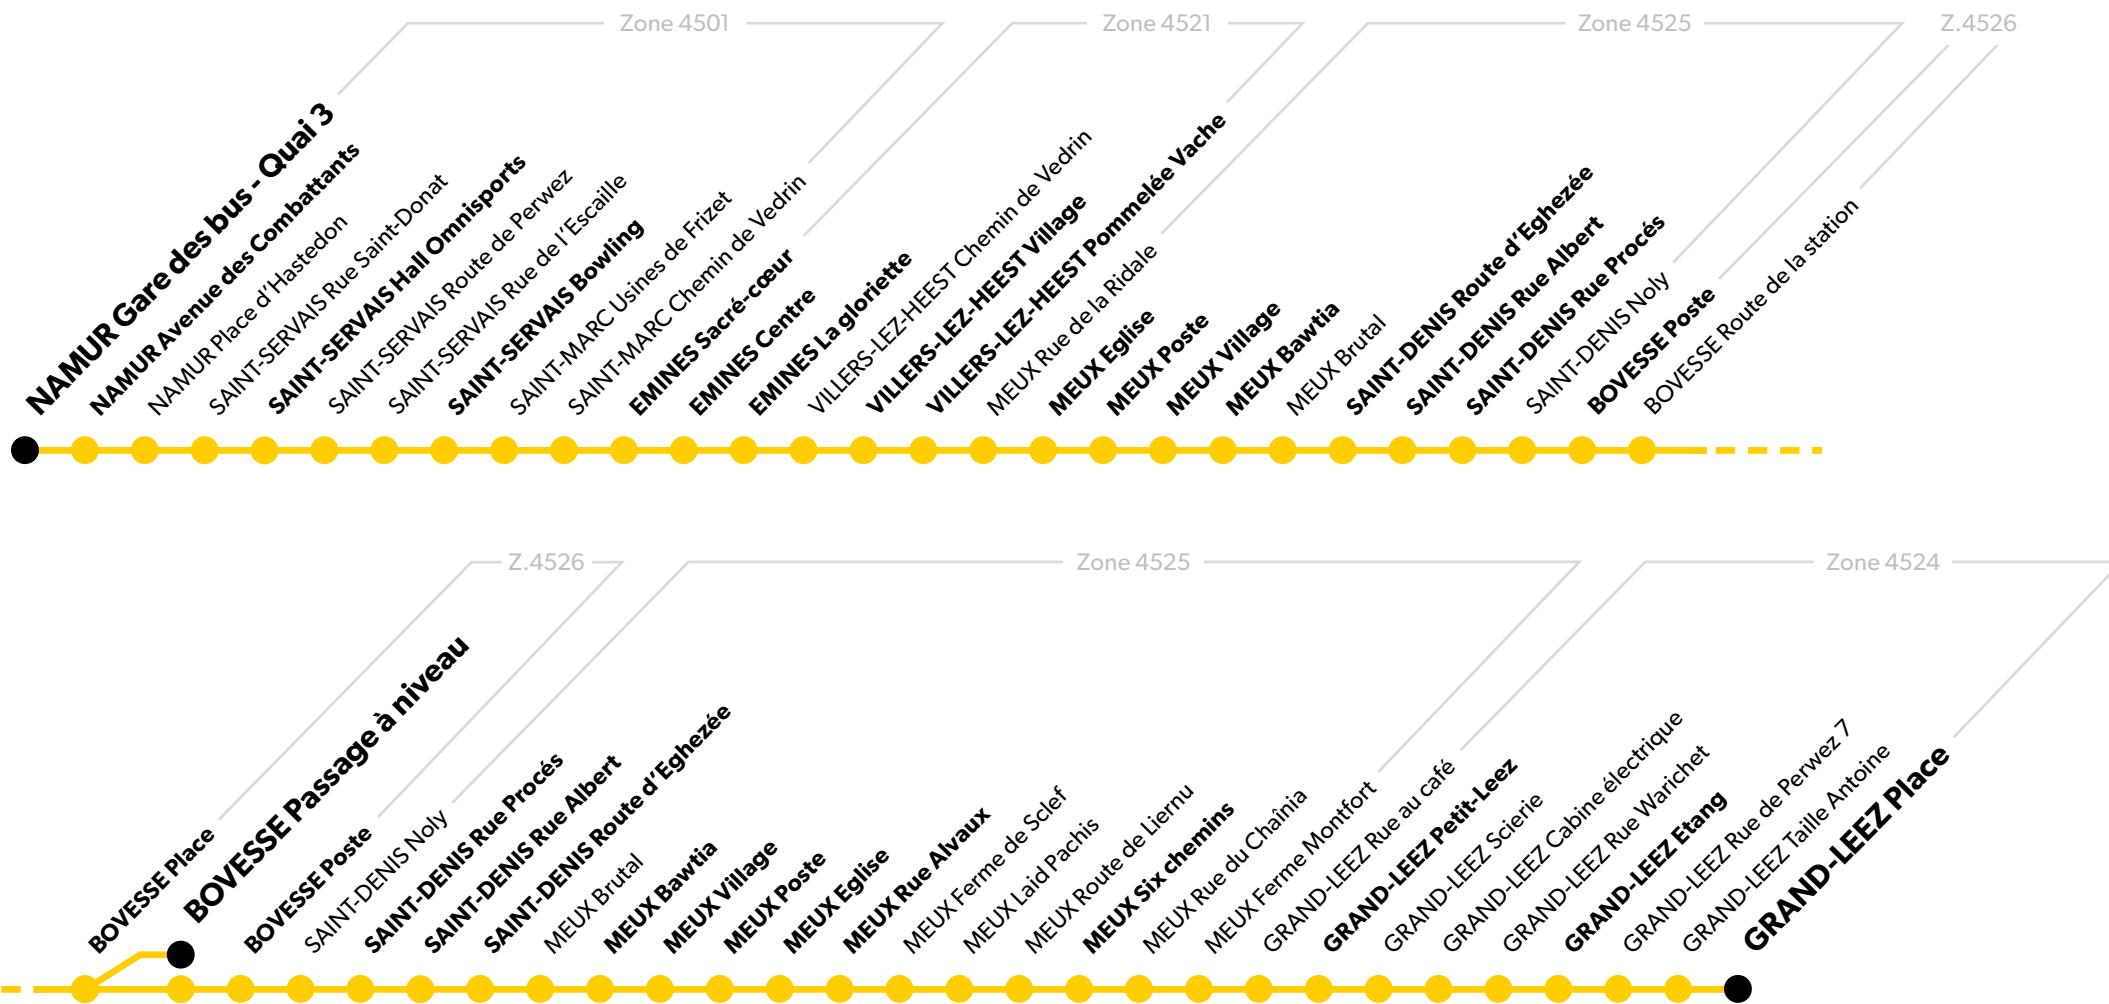 Zone 4501
Zone 4521
Zone 4525
Z.4526
NAMUR Gare des bus - Quai 3
NAMUR Avenue des Combattants
NAMUR Place d'Hastedon
SAINT-SERVAIS Rue Saint-Donat
SAINT-SERVAIS Hall Omnisports
SAINT-SERVAIS Route de Perwez
SAINT-SERVAIS Rue de l'Escaille
SAINT-SERVAIS Bowling
SAINT-MARC Usines de Frizet
SAINT-MARC Chemin de Vedrin
EMINES Sacré-cœur
EMINES Centre
EMINES La gloriette
VILLERS-LEZ-HEEST Chemin de Vedrin
VILLERS-LEZ-HEEST Village
VILLERS-LEZ-HEEST Pommelée Vache
MEUX Rue de la Ridale
MEUX Eglise
MEUX Poste
MEUX Village
MEUX Bawtia
MEUX Brutal
SAINT-DENIS Route d'Eghezée
SAINT-DENIS Rue Albert
SAINT-DENIS Rue Procés
SAINT-DENIS Noly
BOVESSE Poste
BOVESSE Route de la station
Z.4526
Zone 4525
Zone 4524
BOVESSE Place
BOVESSE Passage à niveau
BOVESSE Poste
SAINT-DENIS Noly
SAINT-DENIS Rue Procés
SAINT-DENIS Rue Albert
SAINT-DENIS Route d'Eghezée
MEUX Brutal
MEUX Bawtia
MEUX Village
MEUX Poste
MEUX Eglise
MEUX Rue Alvaux
MEUX Ferme de Sclef
MEUX Laid Pachis
MEUX Route de Liernu
MEUX Six chemins
MEUX Rue du Chaînia
MEUX Ferme Montfort
GRAND-LEEZ Rue au café
GRAND-LEEZ Petit-Leez
GRAND-LEEZ Scierie
GRAND-LEEZ Cabine électrique
GRAND-LEEZ Rue Warichet
GRAND-LEEZ Etang
GRAND-LEEZ Rue de Perwez 7
GRAND-LEEZ Taille Antoine
GRAND-LEEZ Place